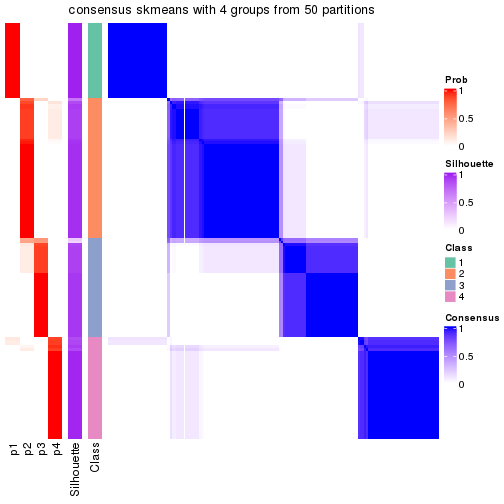 consensus skmeans with 4 groups from 50 partitions
Prob
1
0.5
0
Silhouette
1
0.5
0
Class
1
2
3
4
Consensus
1
0.5
0
p1
p2
p3
p4
Silhouette
Class